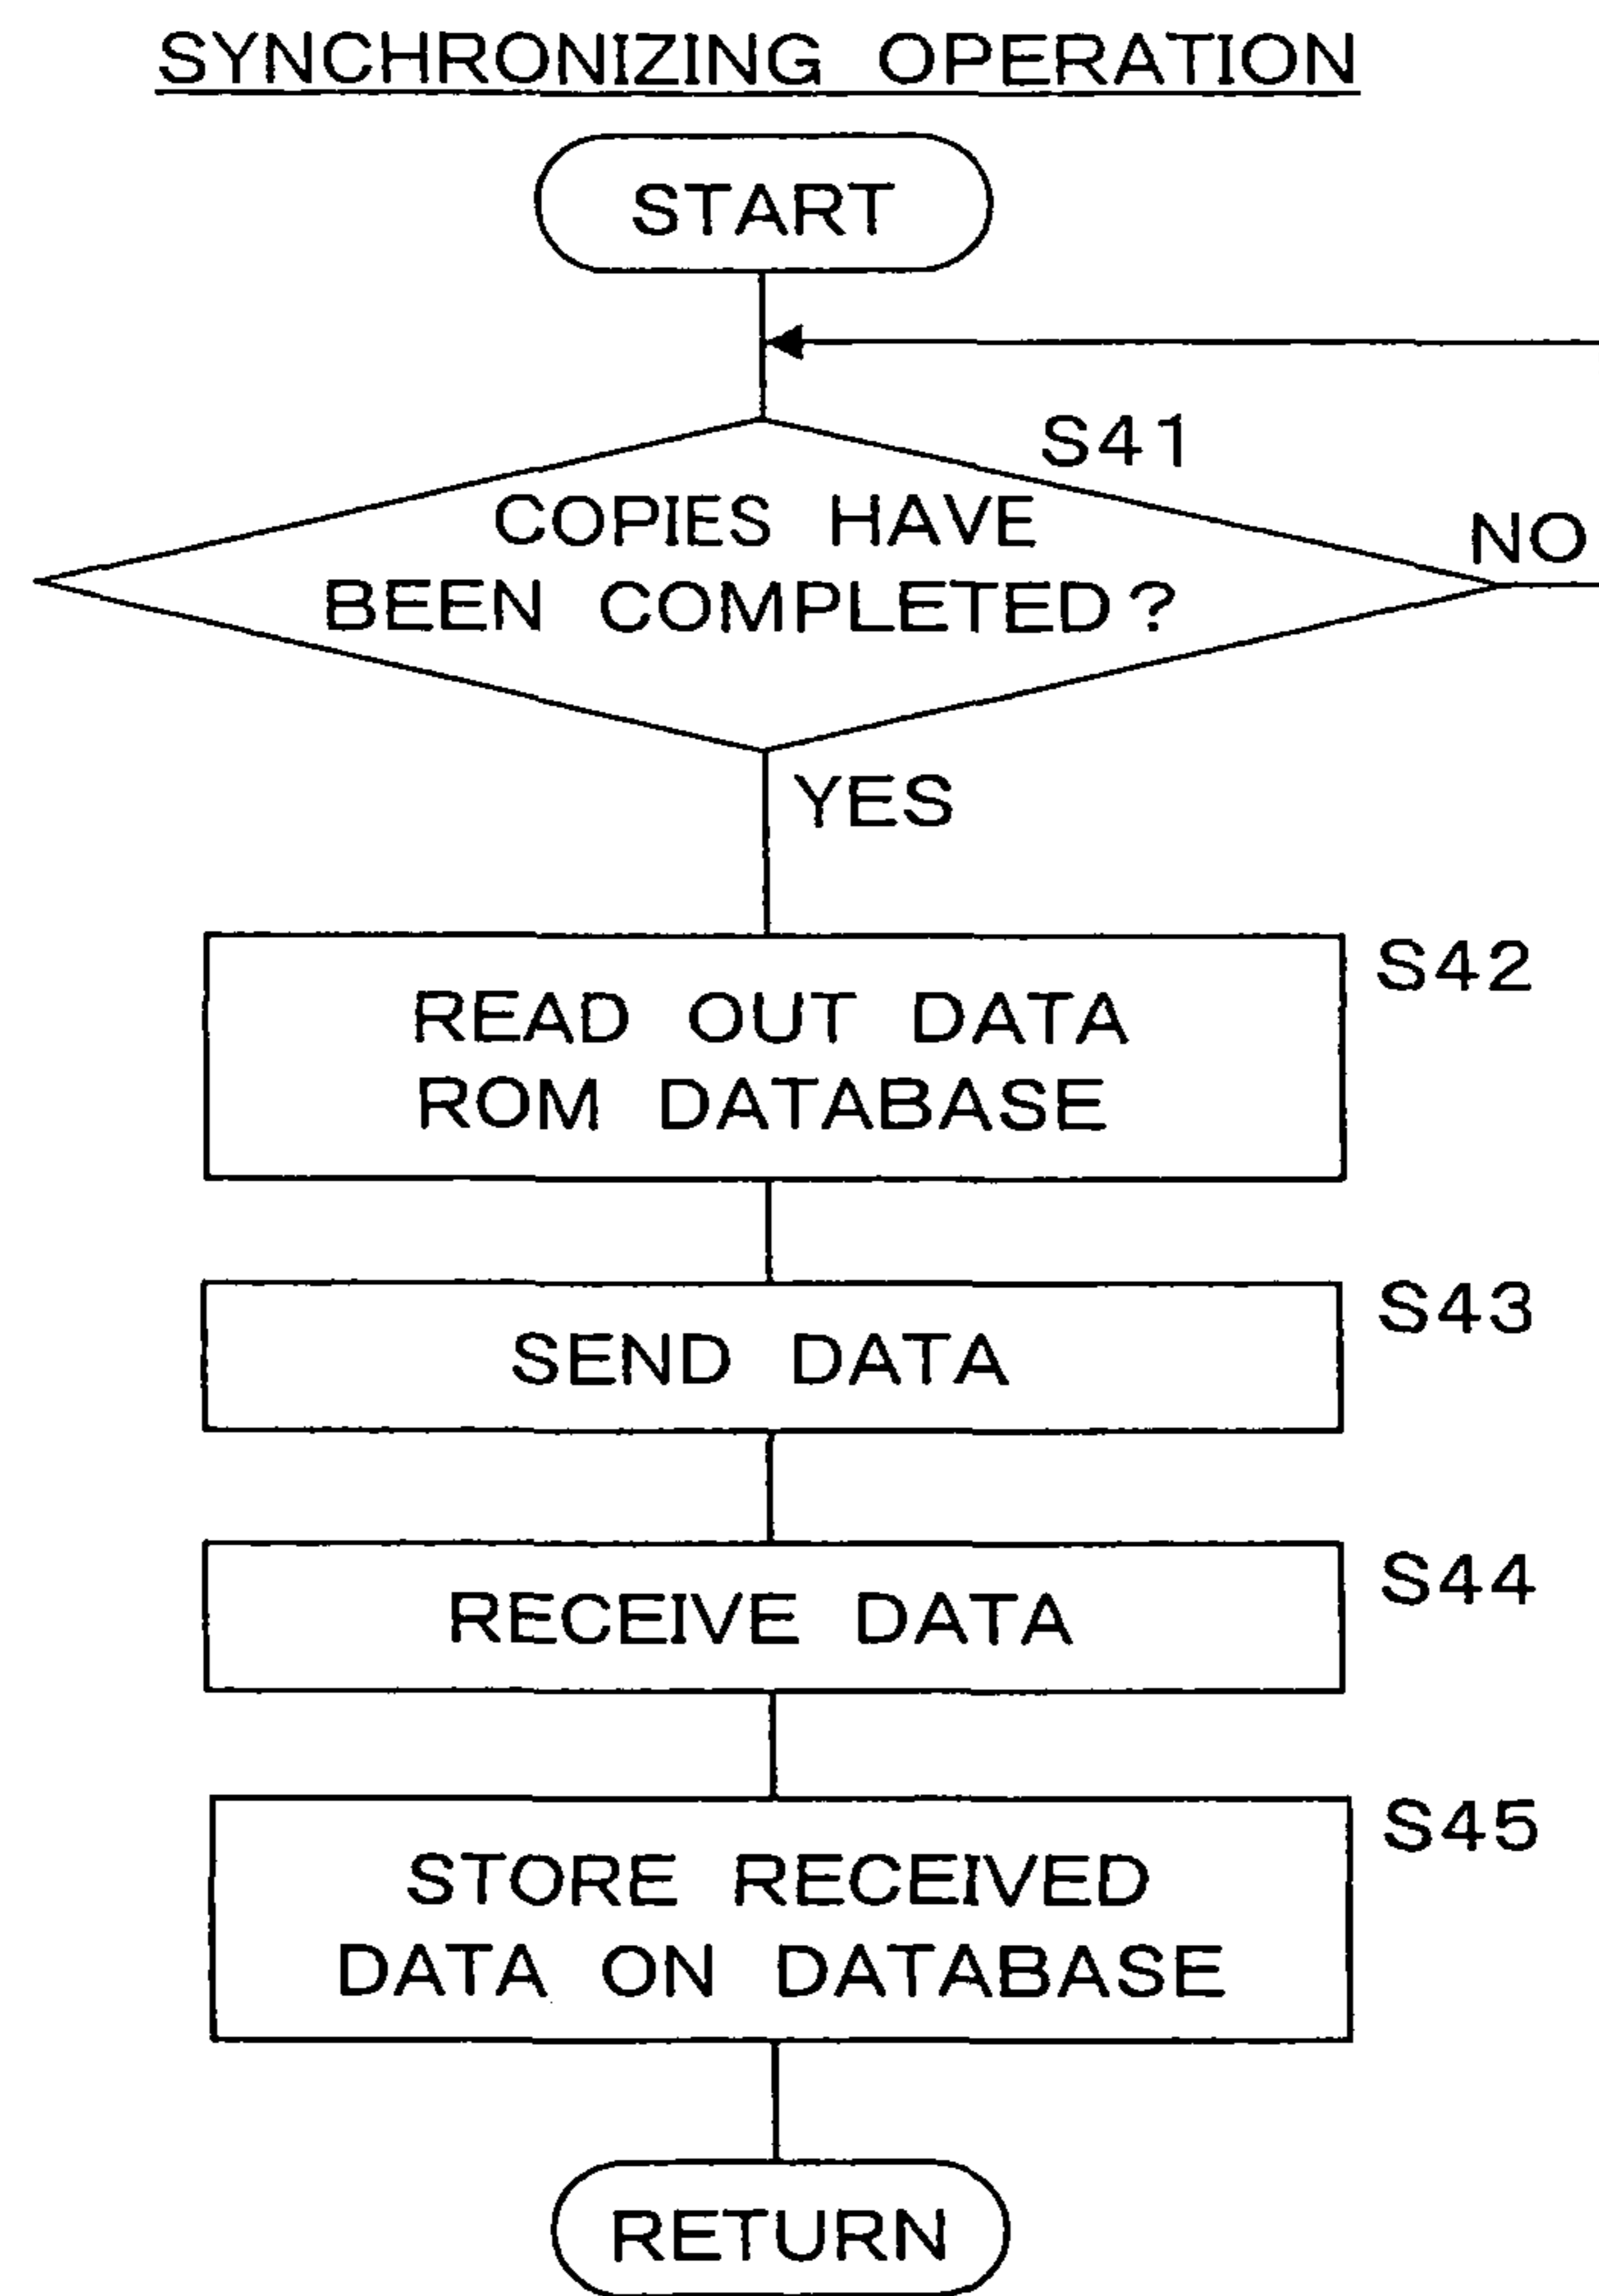 SYNCHRONIZING OPERATION
START
S41
COPIES HAVE
BEEN COMPLETED?
NO
YES
S42
READ OUT DATA
ROM DATABASE
S43
SEND DATA
S44
RECEIVE DATA
S45
STORE RECEIVED
DATA ON DATABASE
RETURN